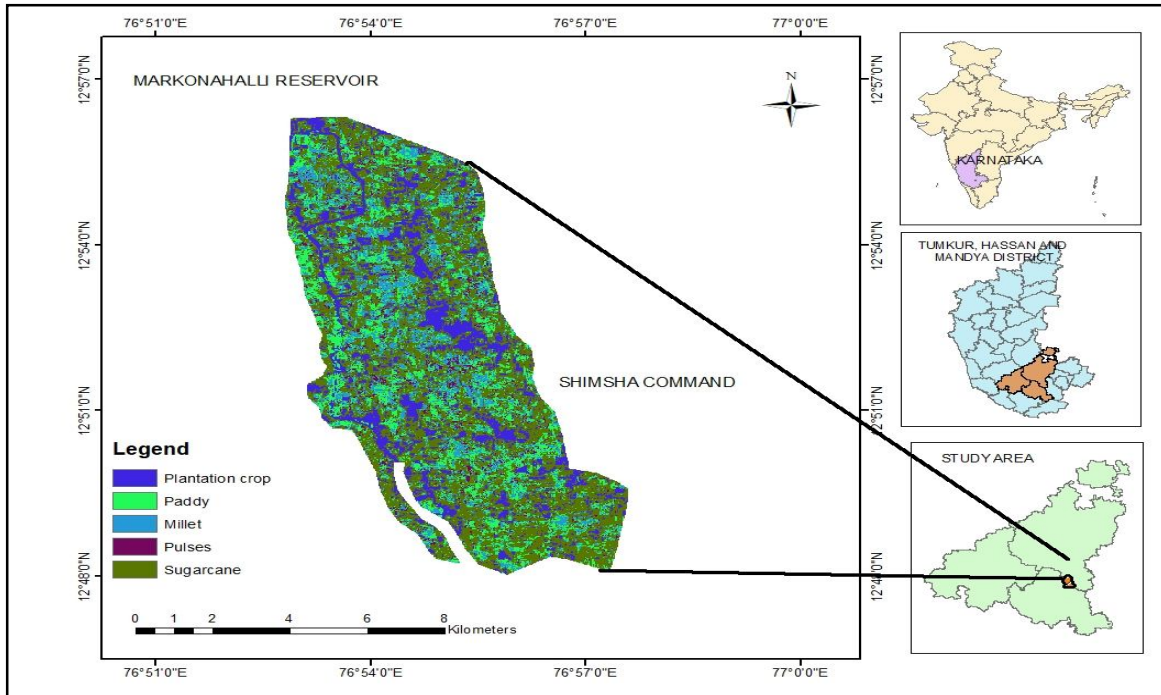 76°51'0"E 76°54'0"E 76°57'0"E 77°0'0"E
12°57'0"N
12°57'0"N
MARKONAHALLI RESERVOIR
N
12°54'0"N
12°54'0"N
SHIMSHA COMMAND
12°51'0"N
12°51'0"N
Legend
Plantation crop
Paddy
Millet
Pulses
Sugarcane
12°48'0"N
0 1 2 4 6 8
Kilometers
76°51'0"E 76°54'0"E 76°57'0"E 77°0'0"E
KARNATAKA
TUMKUR, HASSAN AND
MANDYA DISTRICT
STUDY AREA